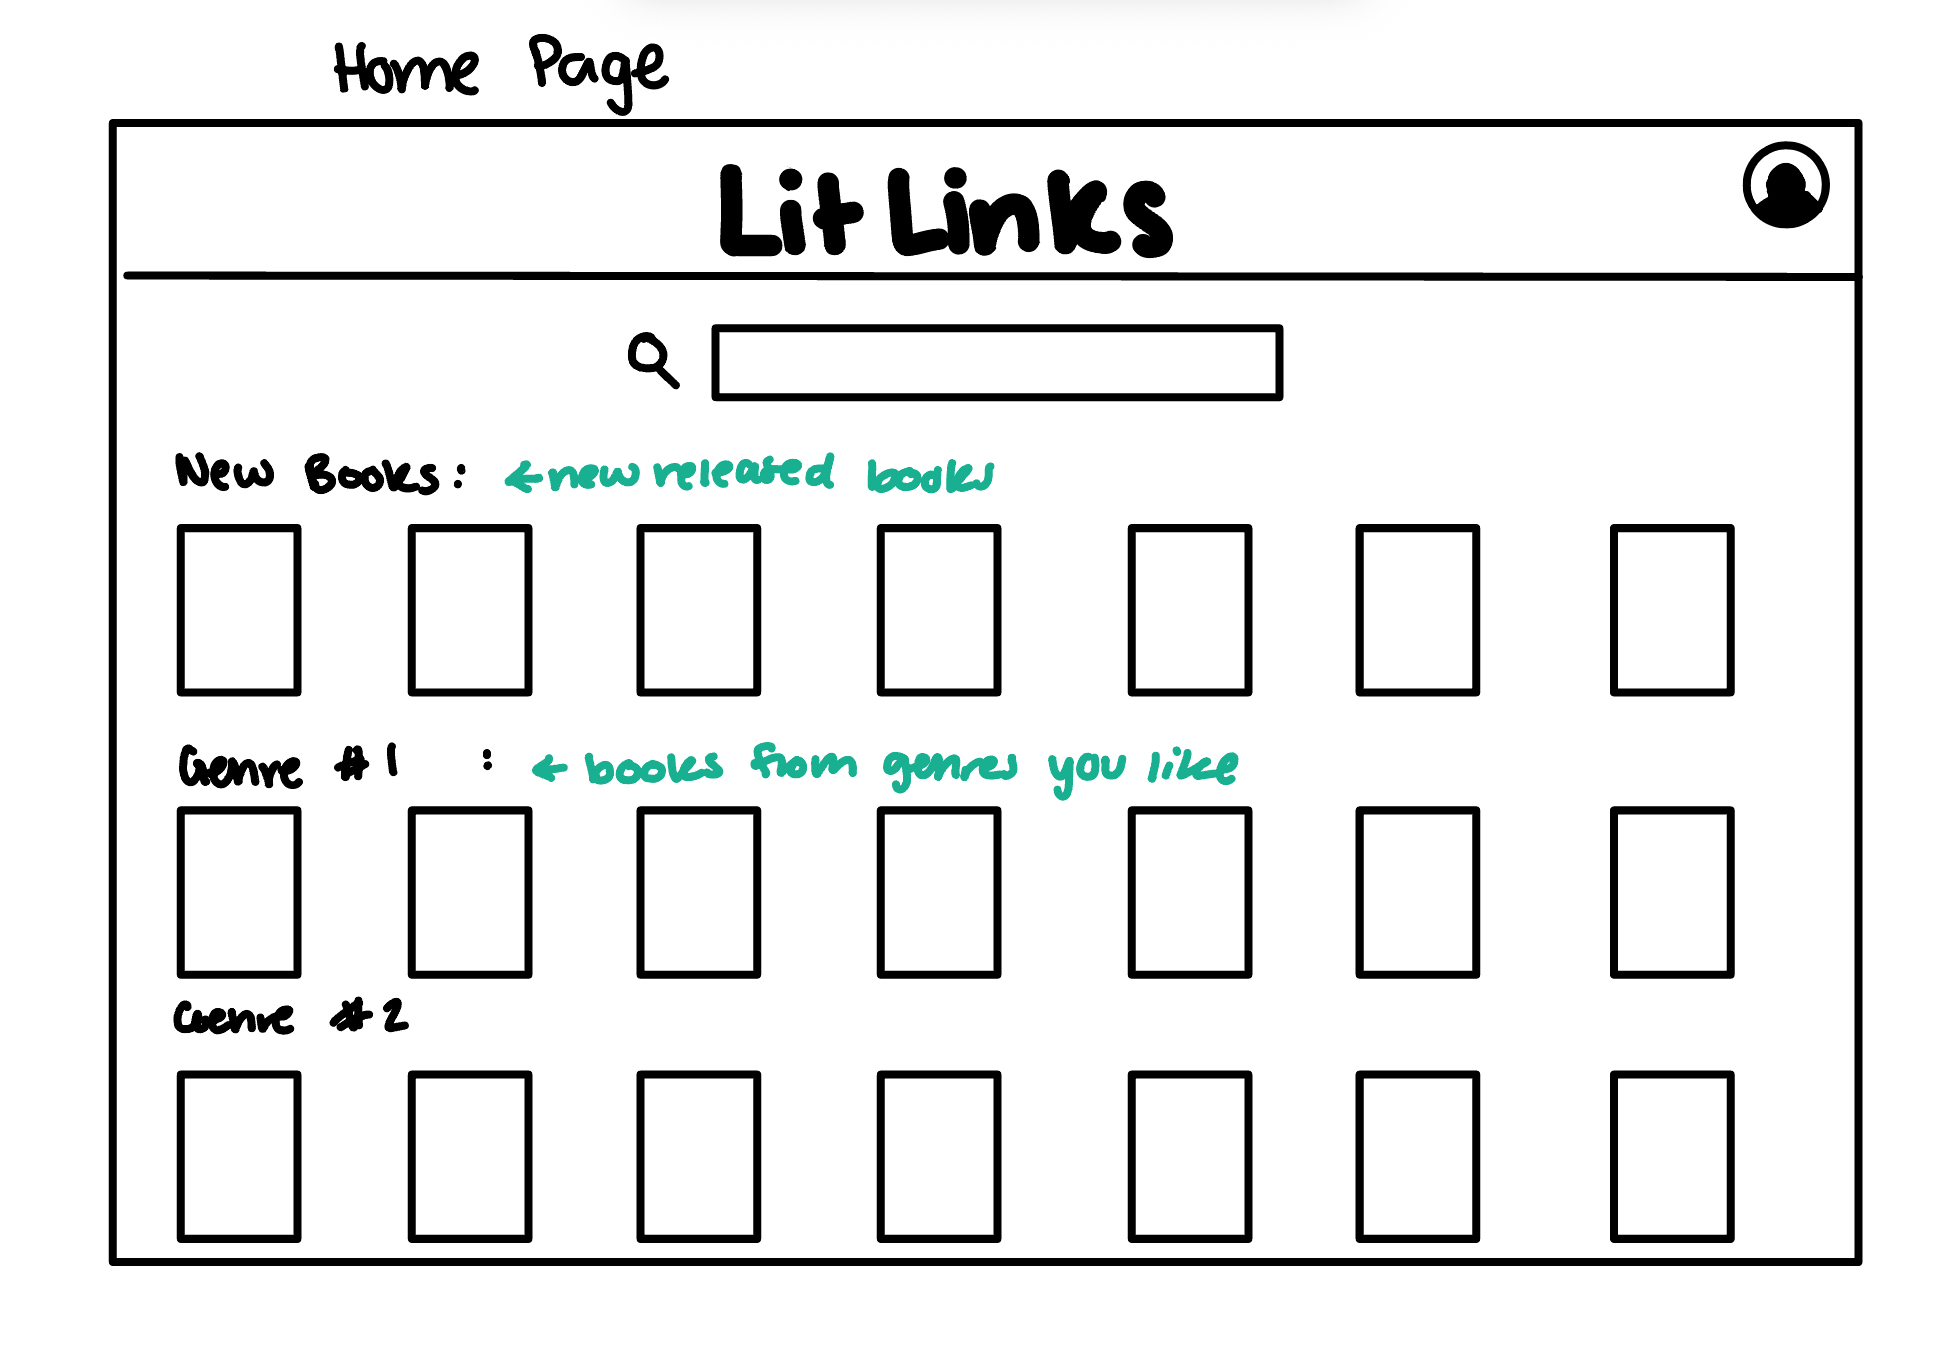 Home Page
Lit Links
New Books: ← new released books
Genre #1 : ← books from genres you like
Genre #2